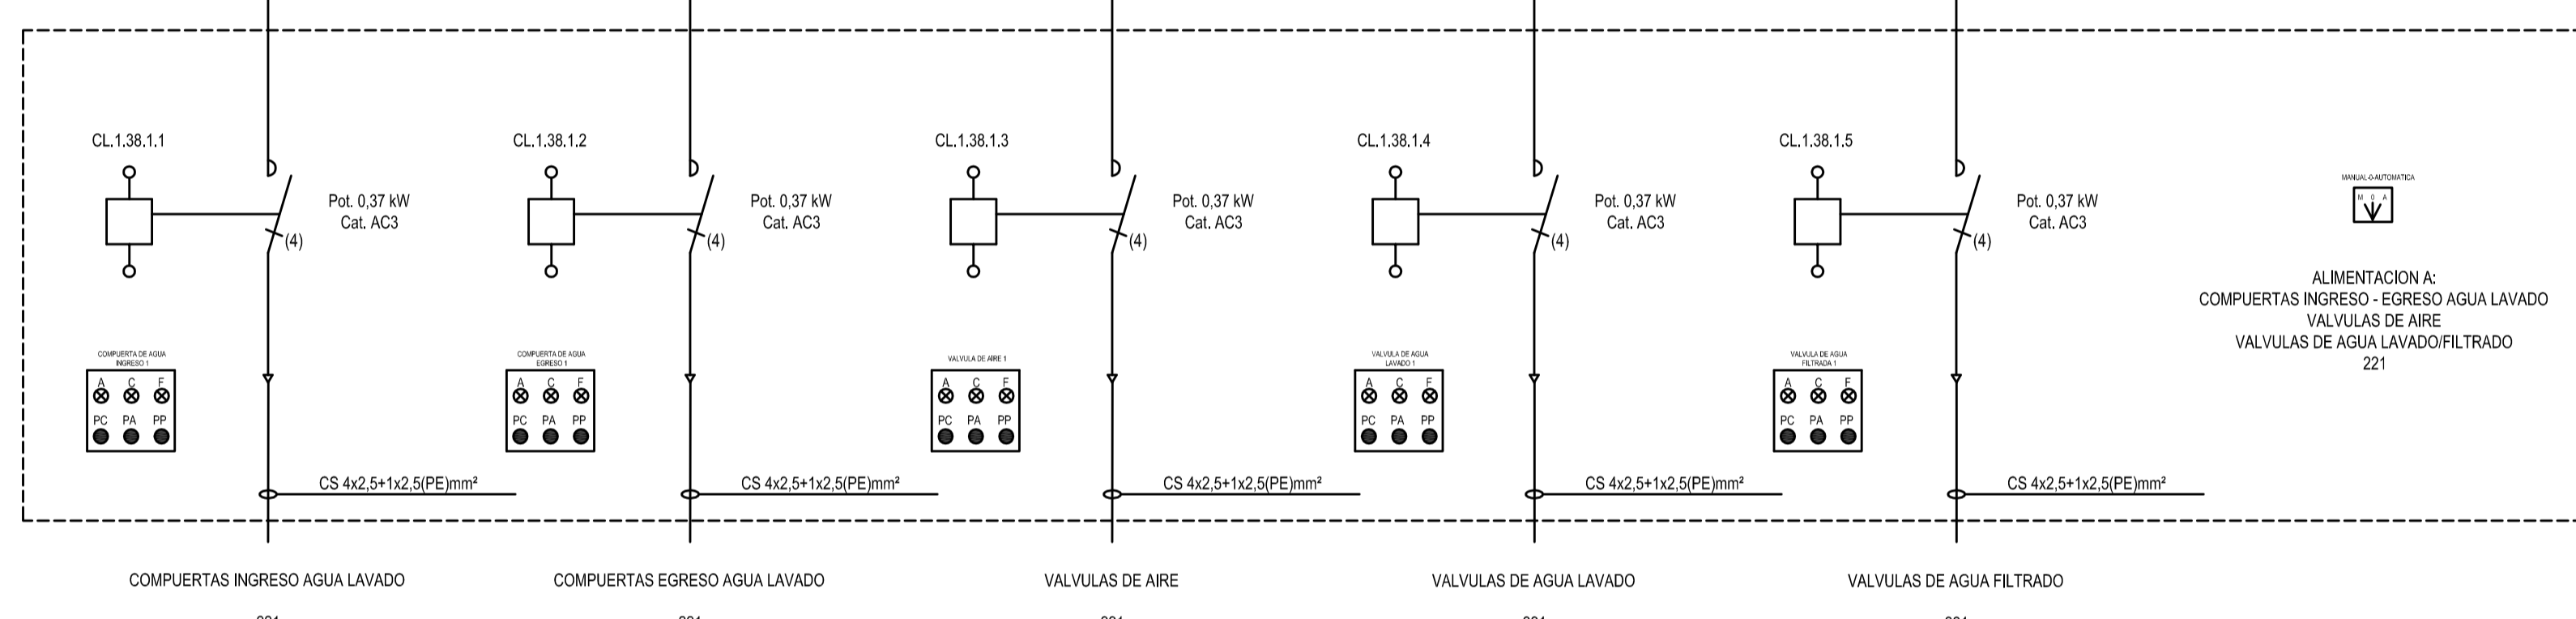 CL.1.38.1.1
Pot. 0,37 kW
Cat. AC3
(4)
COMPUERTA DE AGUA
INGRESO 1
A C F
PC PA PP
CS 4x2,5+1x2,5(PE)mm²
COMPUERTAS INGRESO AGUA LAVADO
CL.1.38.1.2
Pot. 0,37 kW
Cat. AC3
(4)
COMPUERTA DE AGUA
EGRESO 1
A C F
PC PA PP
CS 4x2,5+1x2,5(PE)mm²
COMPUERTAS EGRESO AGUA LAVADO
CL.1.38.1.3
Pot. 0,37 kW
Cat. AC3
(4)
VALVULA DE AIRE 1
A C F
PC PA PP
CS 4x2,5+1x2,5(PE)mm²
VALVULAS DE AIRE
CL.1.38.1.4
Pot. 0,37 kW
Cat. AC3
(4)
VALVULA DE AGUA
LAVADO 1
A C F
PC PA PP
CS 4x2,5+1x2,5(PE)mm²
VALVULAS DE AGUA LAVADO
CL.1.38.1.5
Pot. 0,37 kW
Cat. AC3
(4)
VALVULA DE AGUA
FILTRADA 1
A C F
PC PA PP
CS 4x2,5+1x2,5(PE)mm²
VALVULAS DE AGUA FILTRADO
MANUAL-0-AUTOMATICA
M 0 A
ALIMENTACION A:
COMPUERTAS INGRESO - EGRESO AGUA LAVADO
VALVULAS DE AIRE
VALVULAS DE AGUA LAVADO/FILTRADO
221